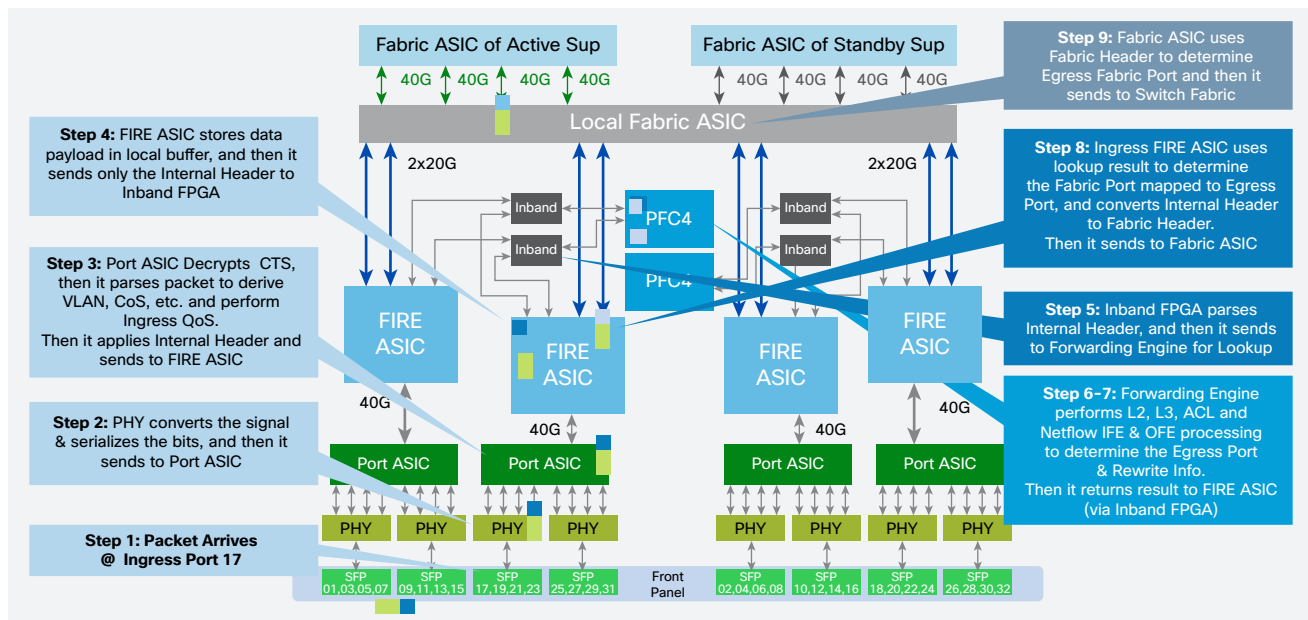 Fabric ASIC of Active Sup
Fabric ASIC of Standby Sup
40G
40G
40G
40G
40G
40G
40G
40G
Local Fabric ASIC
Step 9: Fabric ASIC uses
Fabric Header to determine
Egress Fabric Port and then it
sends to Switch Fabric
Step 4: FIRE ASIC stores data
payload in local buffer, and then it
sends only the Internal Header to
Inband FPGA
2x20G
2x20G
Step 8: Ingress FIRE ASIC uses
lookup result to determine
the Fabric Port mapped to Egress
Port, and converts Internal Header
to Fabric Header.
Then it sends to Fabric ASIC
Inband
Inband
PFC4
PFC4
Inband
Inband
Step 3: Port ASIC Decrypts CTS,
then it parses packet to derive
VLAN, CoS, etc. and perform
Ingress QoS.
Then it applies Internal Header and
sends to FIRE ASIC
FIRE
ASIC
FIRE
ASIC
FIRE
ASIC
FIRE
ASIC
Step 5: Inband FPGA parses
Internal Header, and then it sends
to Forwarding Engine for Lookup
40G
40G
40G
40G
Step 2: PHY converts the signal
& serializes the bits, and then it
sends to Port ASIC
Step 6-7: Forwarding Engine
performs L2, L3, ACL and
Netflow IFE & OFE processing
to determine the Egress Port
& Rewrite Info.
Then it returns result to FIRE ASIC
(via Inband FPGA)
Port ASIC
Port ASIC
Port ASIC
Port ASIC
PHY
PHY
PHY
PHY
PHY
PHY
PHY
PHY
Step 1: Packet Arrives
@ Ingress Port 17
SFP
01,03,05,07
SFP
09,11,13,15
SFP
17,19,21,23
SFP
25,27,29,31
Front
Panel
SFP
02,04,06,08
SFP
10,12,14,16
SFP
18,20,22,24
SFP
26,28,30,32